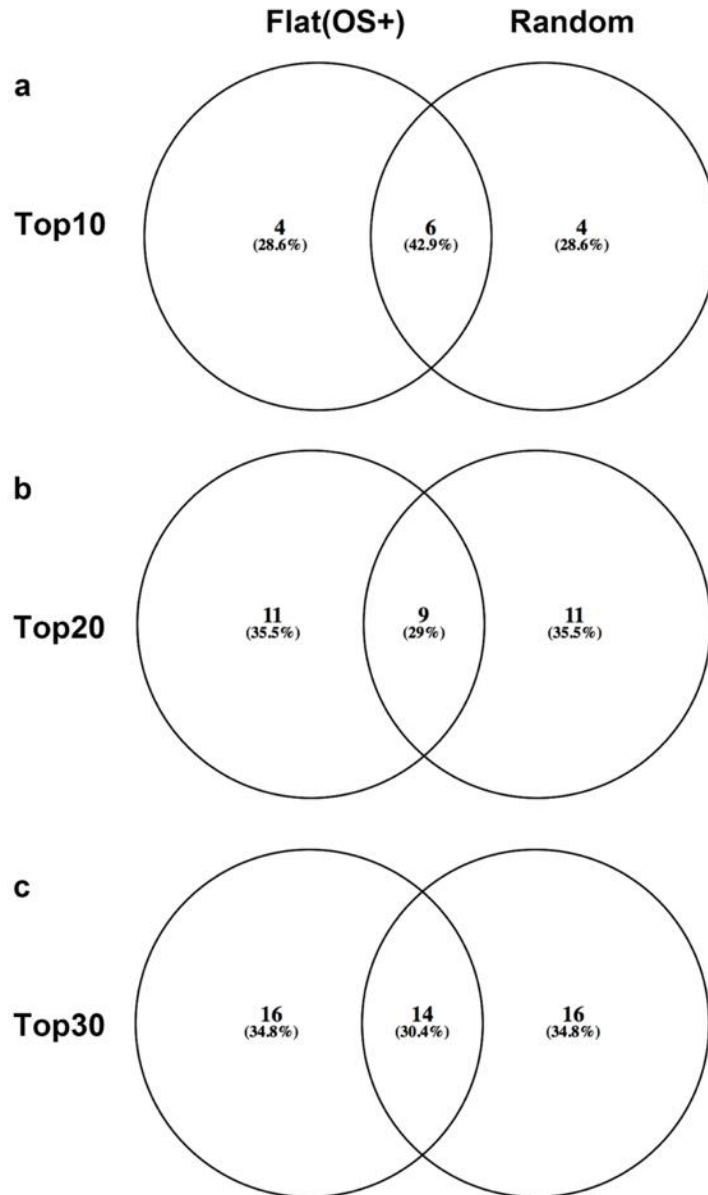 Flat(OS+) Random
a
Top10
4 6 4
(28.6%) (42.9%) (28.6%)
b
Top20
11 9 11
(35.5%) (29%) (35.5%)
c
Top30
16 14 16
(34.8%) (30.4%) (34.8%)